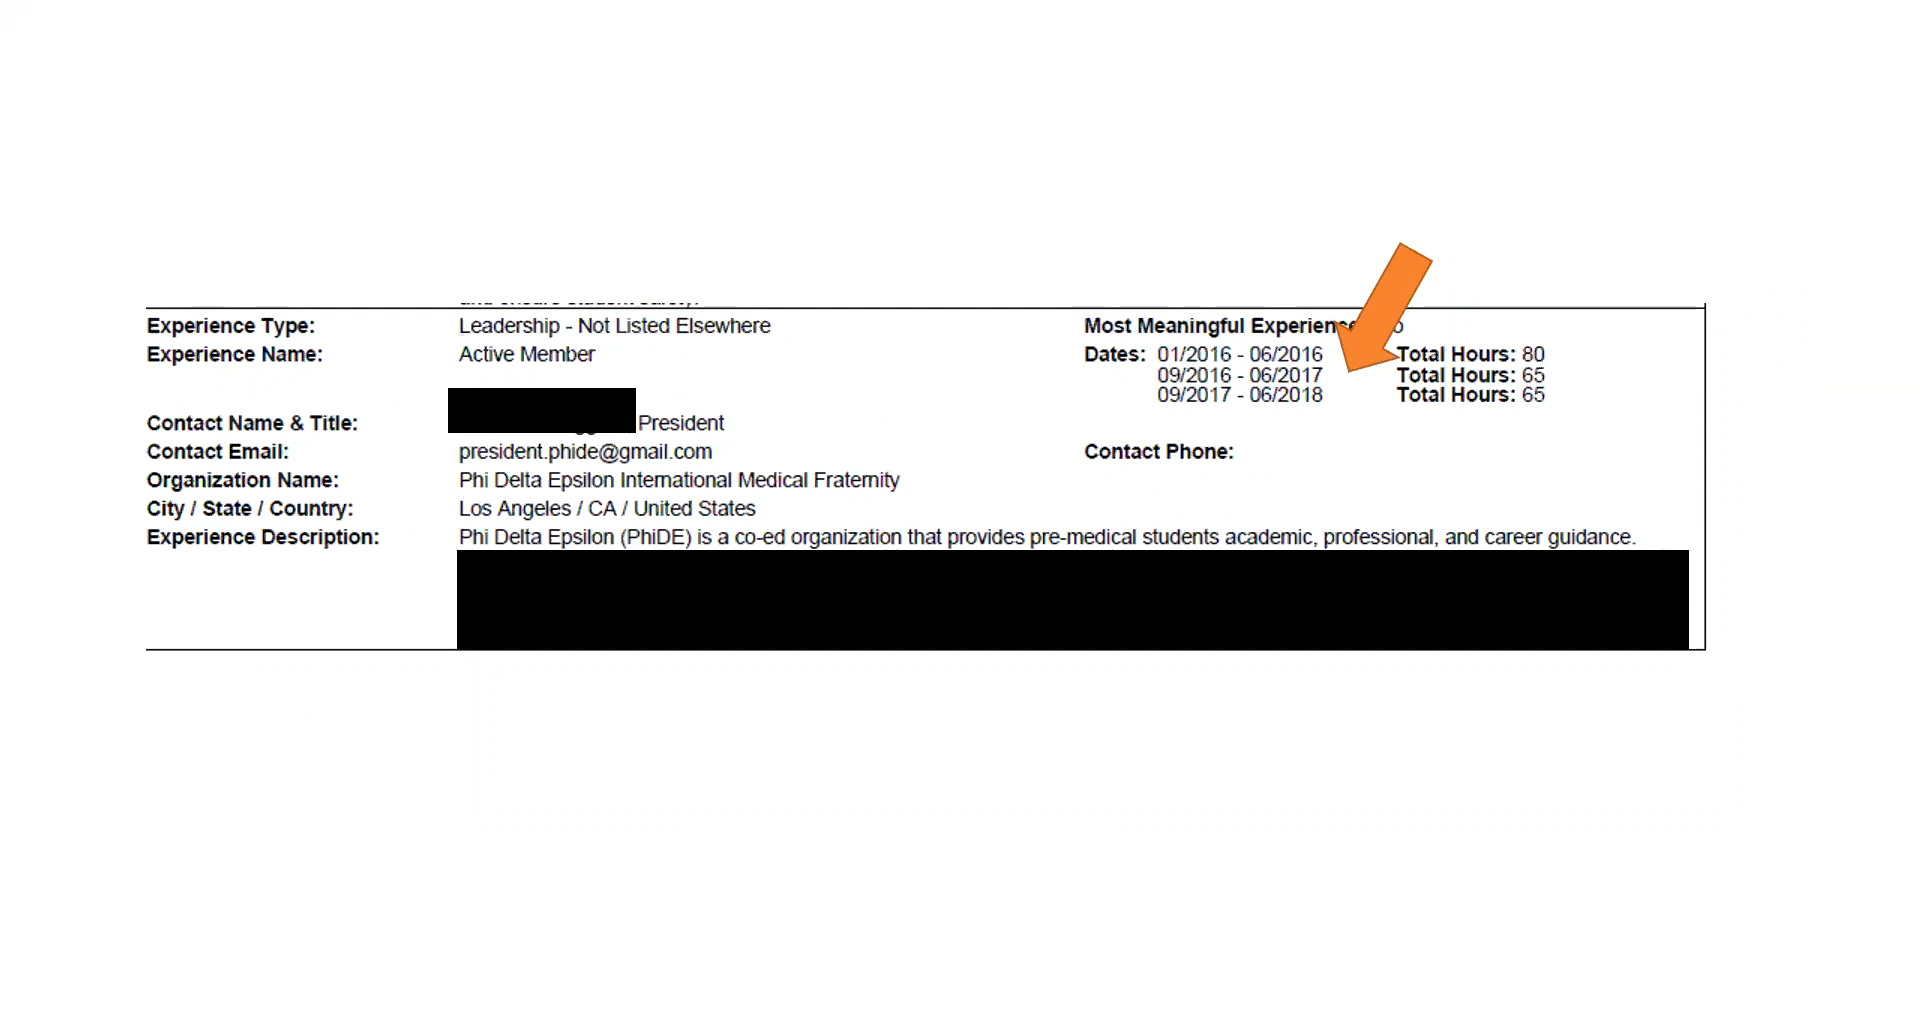 Experience Type: Leadership - Not Listed Elsewhere Most Meaningful
Experience Name: Active Member Dates: 01/2016 - 06/2016 Total Hours: 80
09/2016 - 06/2017 Total Hours: 65
09/2017 - 06/2018 Total Hours: 65
Contact Name & Title: President
Contact Email: president.phide@gmail.com Contact Phone:
Organization Name: Phi Delta Epsilon International Medical Fraternity
City / State / Country: Los Angeles / CA / United States
Experience Description: Phi Delta Epsilon (PhiDE) is a co-ed organization that provides pre-medical students academic, professional, and career guidance.